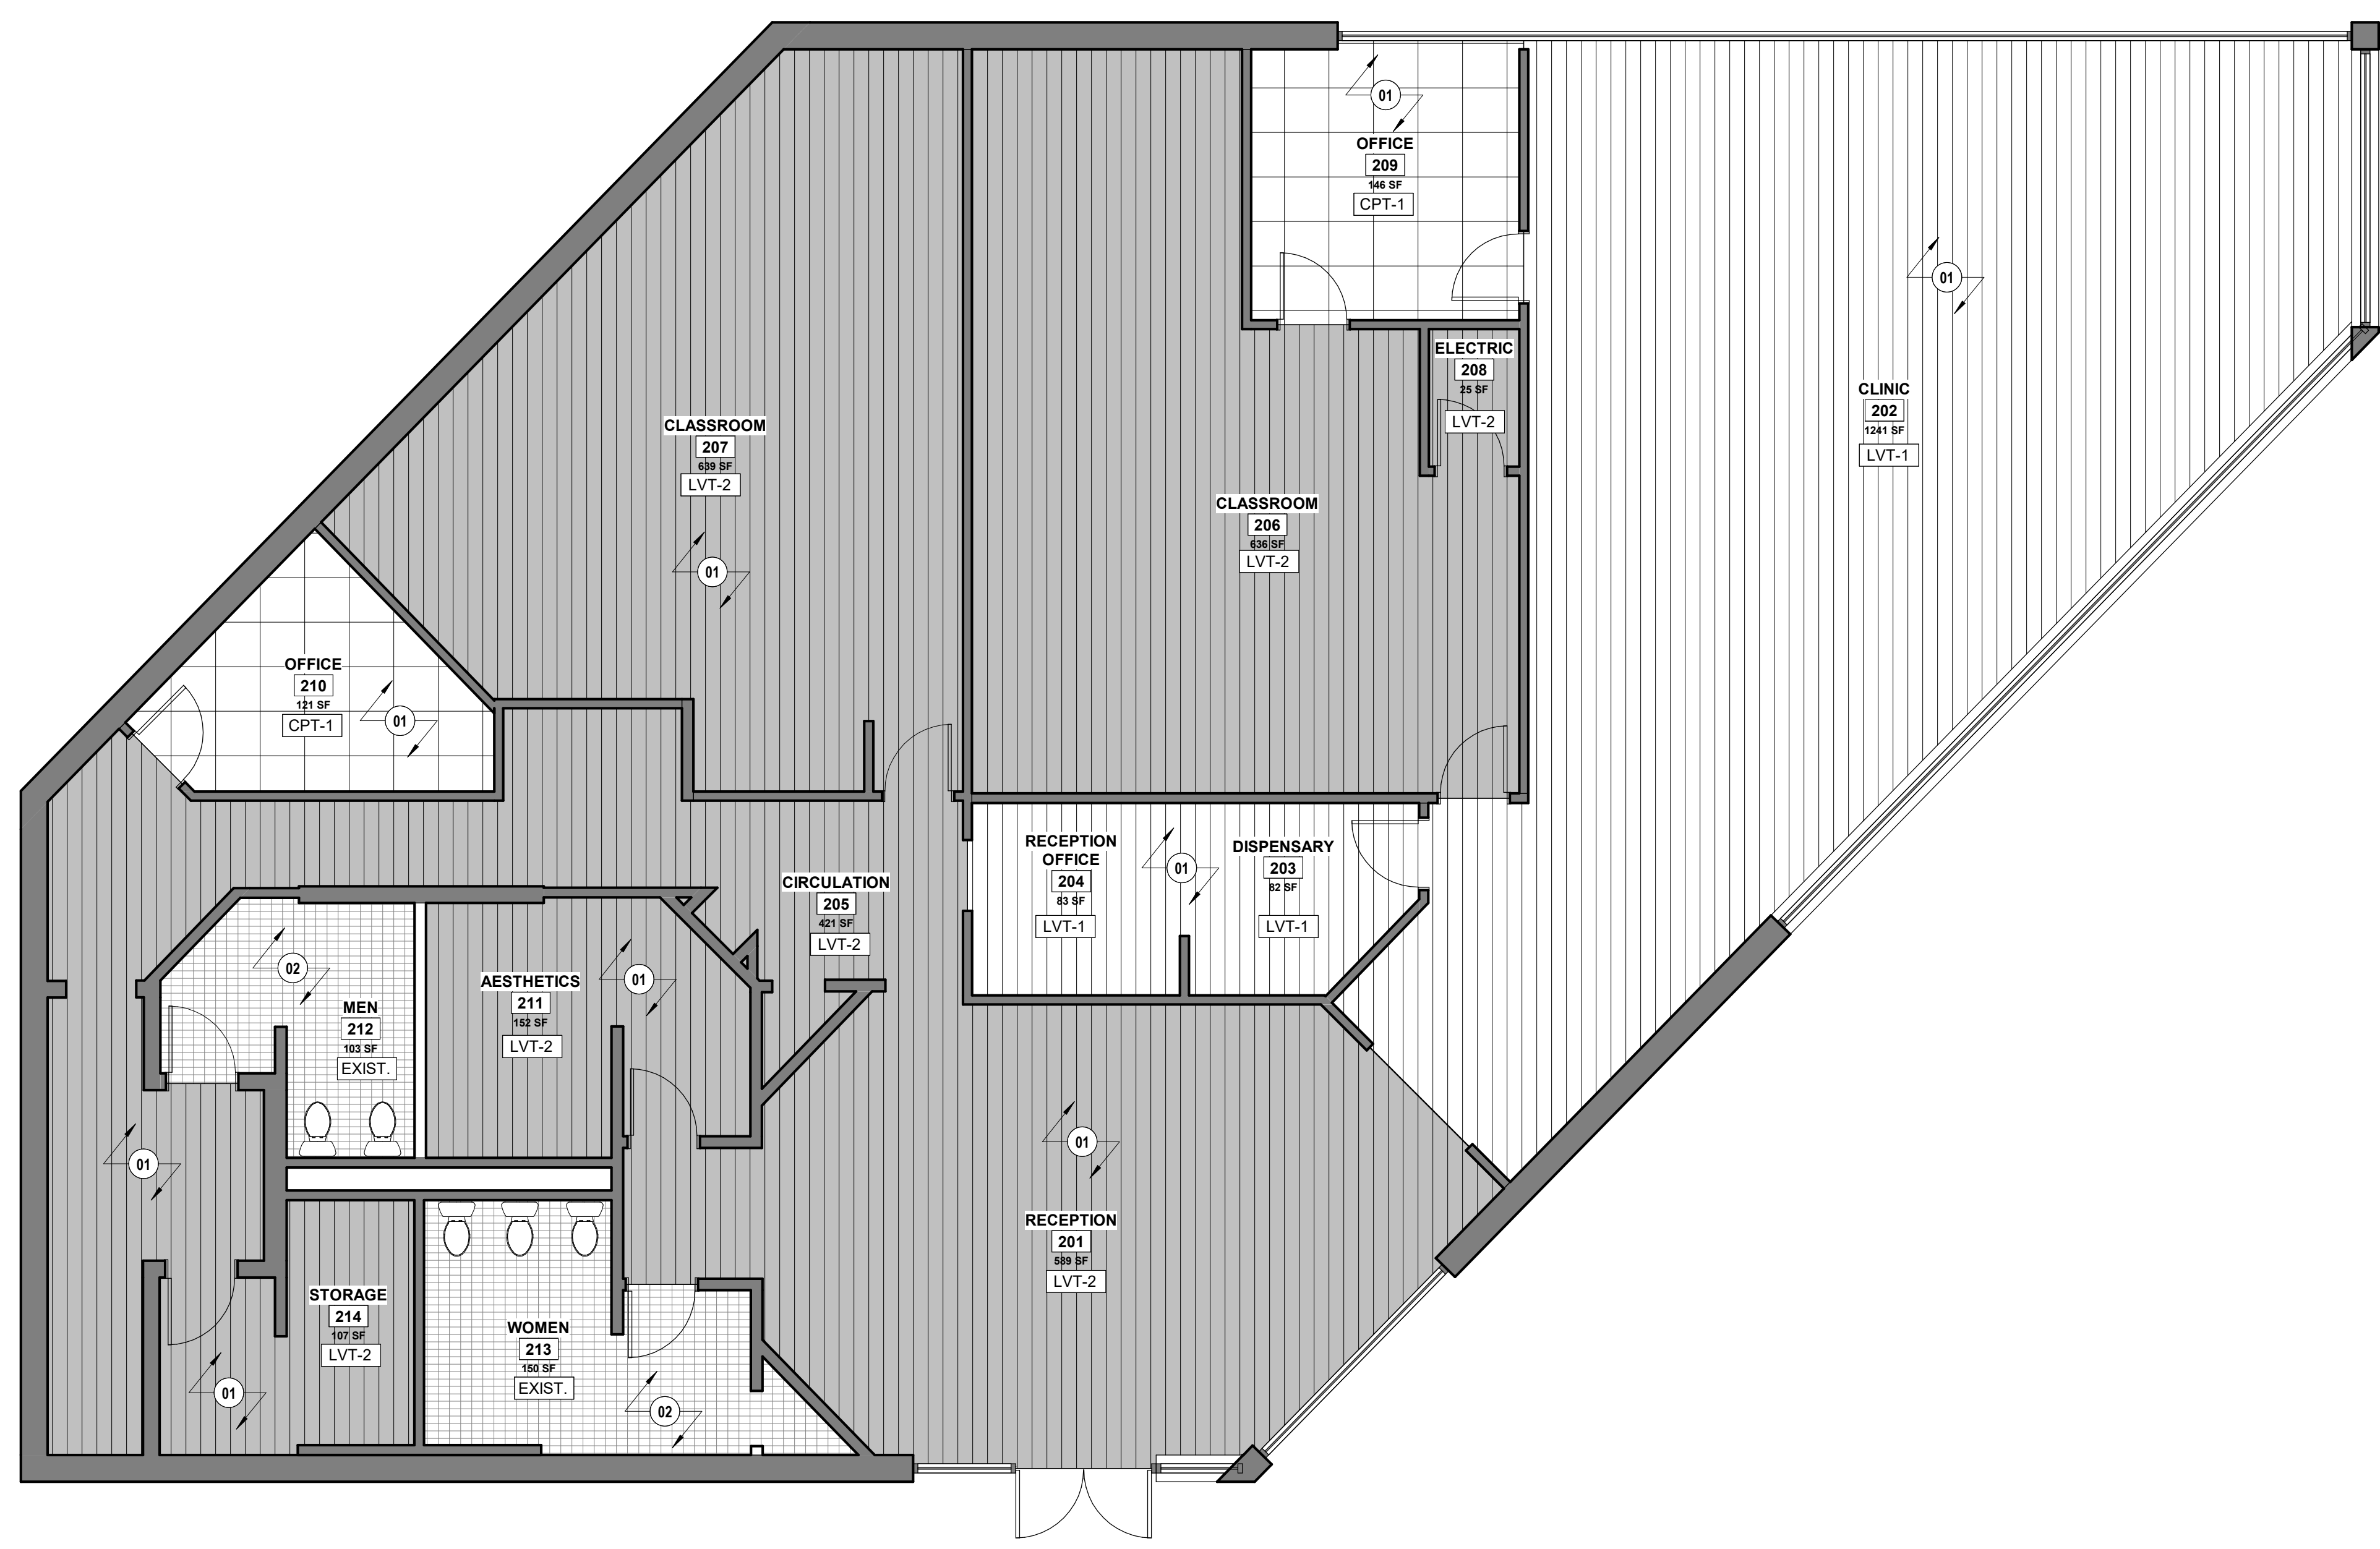 01
OFFICE
209
146 SF
CPT-1
01
ELECTRIC
208
25 SF
LVT-2
CLINIC
202
1241 SF
LVT-1
CLASSROOM
207
639 SF
LVT-2
01
CLASSROOM
206
636 SF
LVT-2
OFFICE
210
121 SF
CPT-1
01
RECEPTION
OFFICE
204
83 SF
LVT-1
01
DISPENSARY
203
82 SF
LVT-1
CIRCULATION
205
421 SF
LVT-2
02
MEN
212
103 SF
EXIST.
AESTHETICS
211
152 SF
LVT-2
01
01
01
RECEPTION
201
589 SF
LVT-2
STORAGE
214
107 SF
LVT-2
01
WOMEN
213
150 SF
EXIST.
02